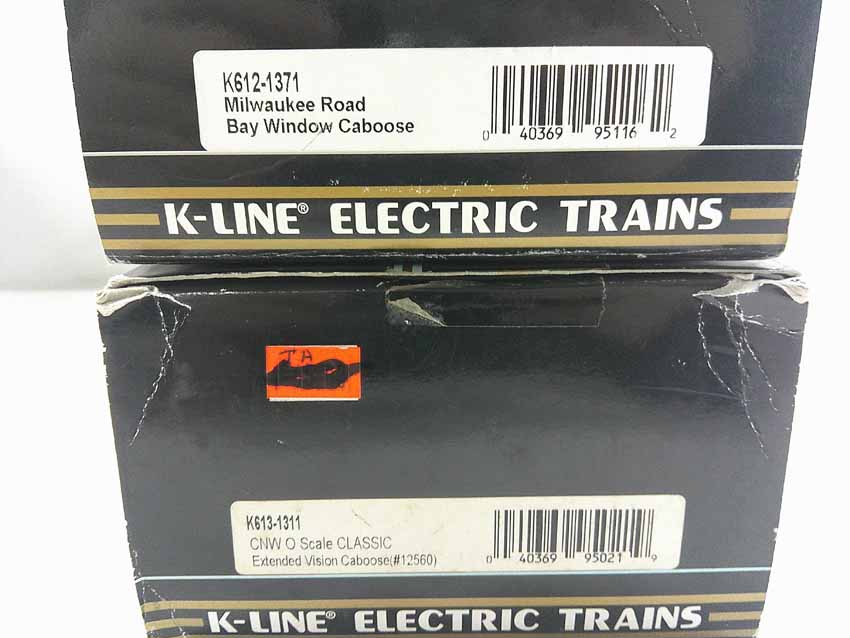 K612-1371
Milwaukee Road
Bay Window Caboose
0 40369 95116 2
K-LINE® ELECTRIC TRAINS
JA
K613-1311
CNW O Scale CLASSIC
Extended Vision Caboose(#12560)
0 40369 95021 9
K-LINE® ELECTRIC TRAINS